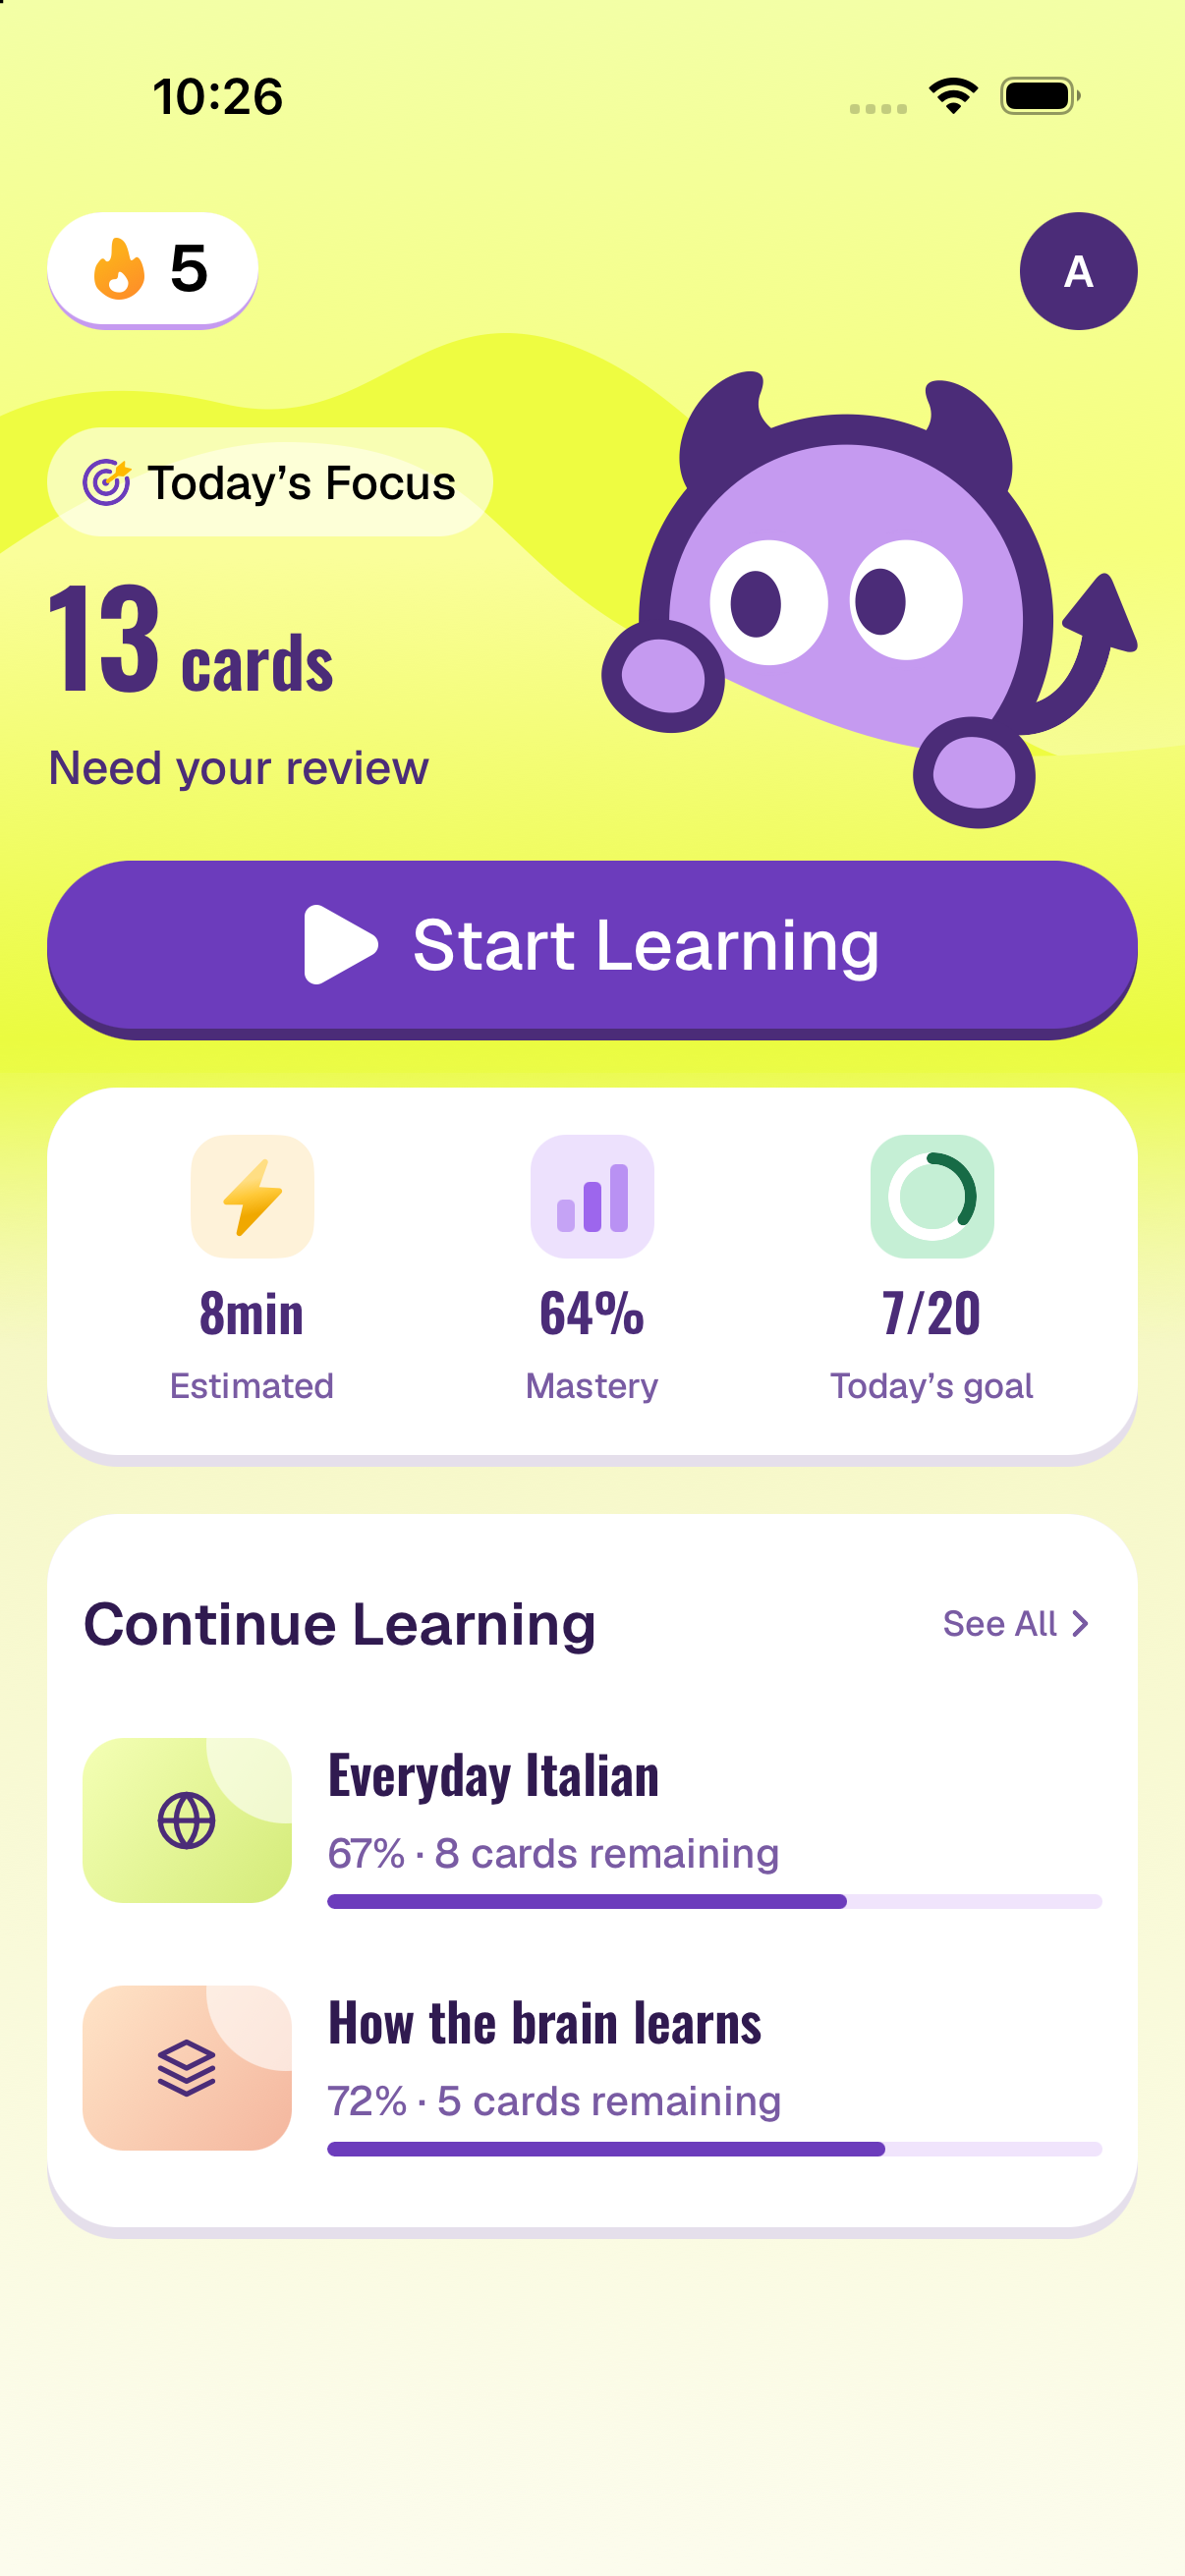 10:26
5
A
Today’s Focus
13 cards
Need your review
Start Learning
8min
Estimated
64%
Mastery
7/20
Today’s goal
Continue Learning
See All
Everyday Italian
67% · 8 cards remaining
How the brain learns
72% · 5 cards remaining